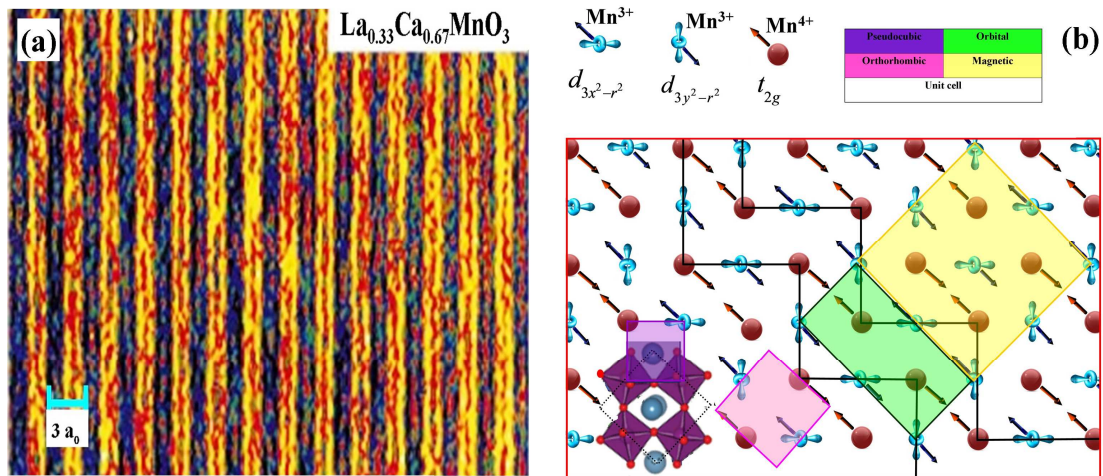 (a)
La0.33Ca0.67MnO3
3 a0
Mn3+
Mn3+
Mn4+
d3x2−r2
d3y2−r2
t2g
Pseudocubic
Orbital
Orthorhombic
Magnetic
Unit cell
(b)